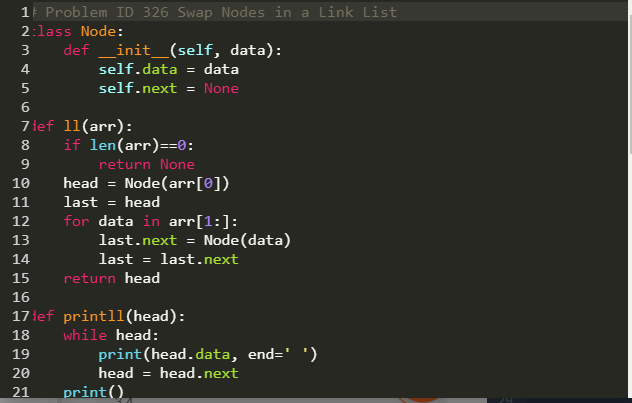 1 # Problem ID 326 Swap Nodes in a Link List
2 class Node:
3     def __init__(self, data):
4         self.data = data
5         self.next = None
6
7 def ll(arr):
8     if len(arr)==0:
9         return None
10     head = Node(arr[0])
11     last = head
12     for data in arr[1:]:
13         last.next = Node(data)
14         last = last.next
15     return head
16
17 def printll(head):
18     while head:
19         print(head.data, end=' ')
20         head = head.next
21     print()